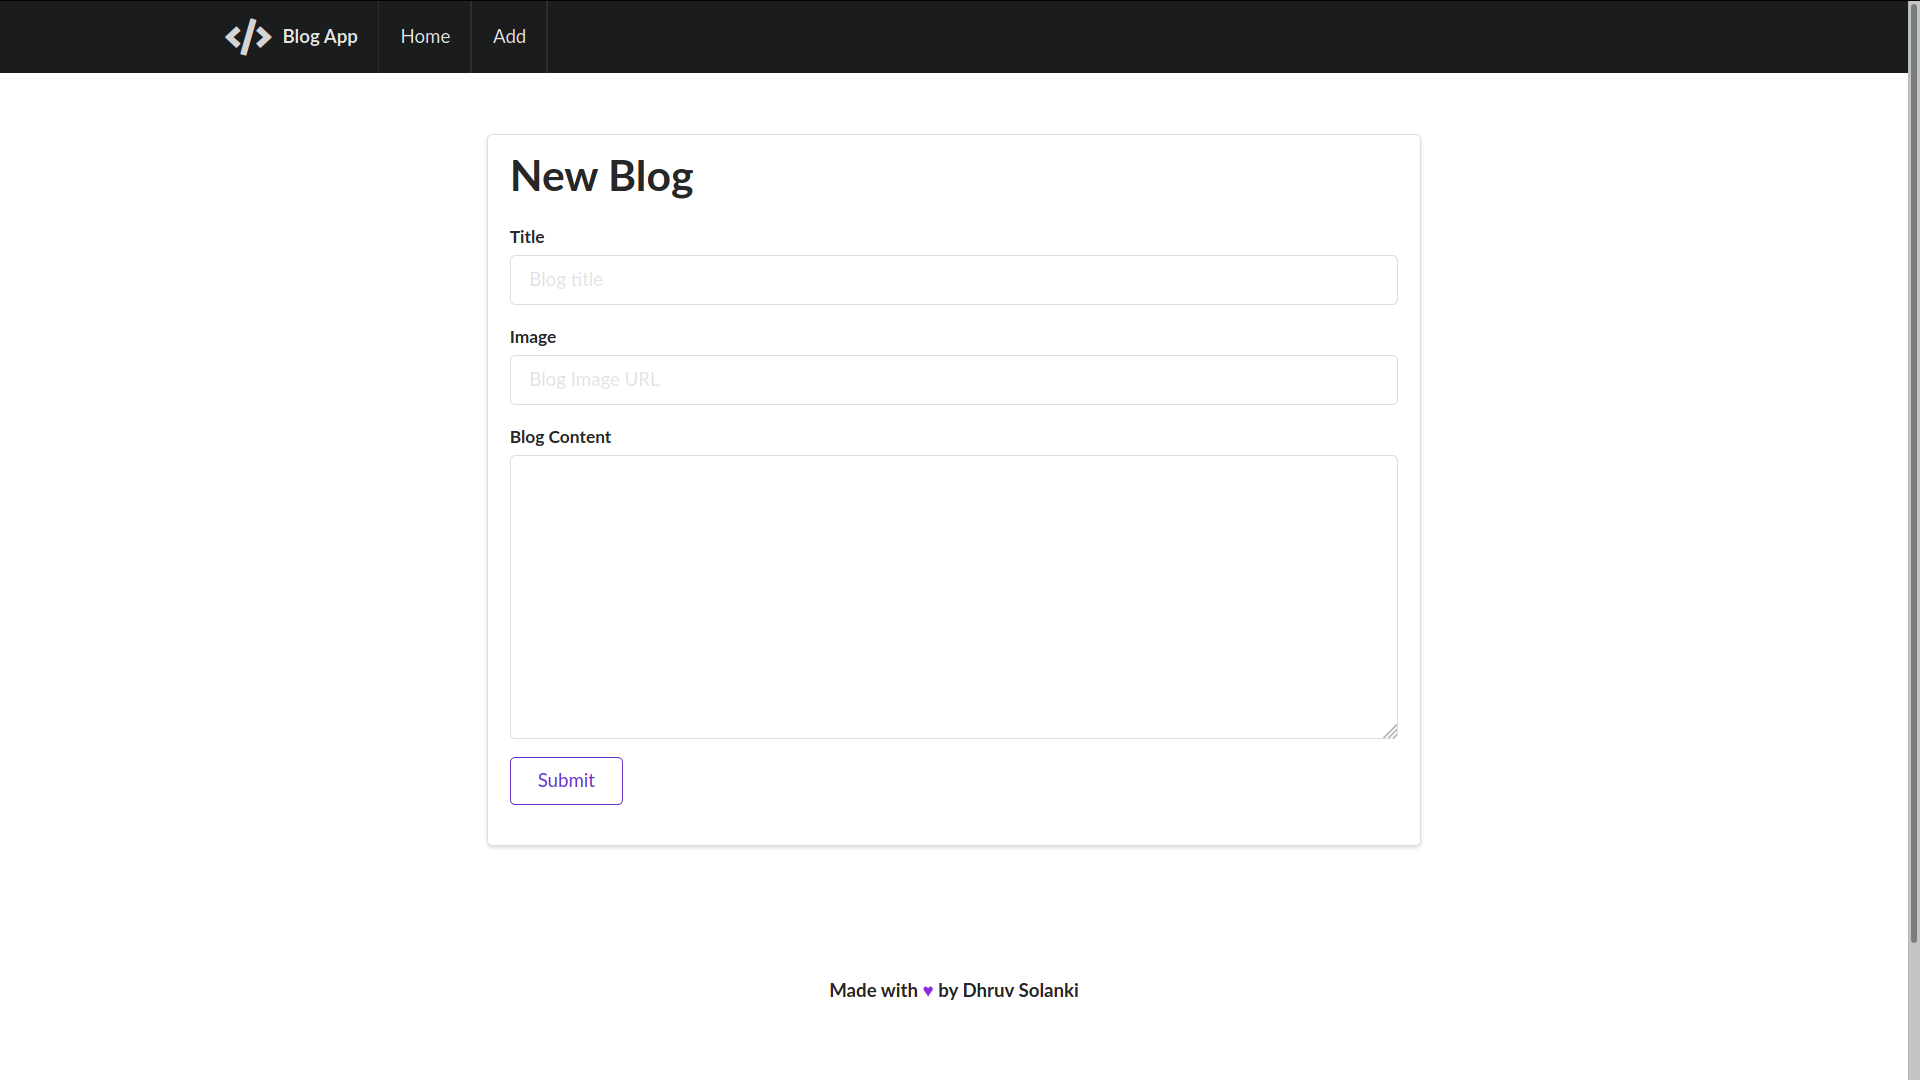 Blog App Home Add
New Blog
Title
Blog title
Image
Blog Image URL
Blog Content
Submit
Made with ♥ by Dhruv Solanki